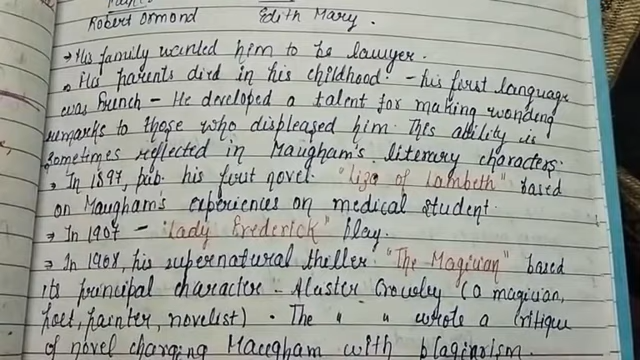 Robert Ormond Edith Mary.
→ His family wanted him to be lawyer.
• His parents died in his childhood - his first language
was French - He developed a talent for making wonding
remarks to those who displeased him. This ability is
sometimes reflected in Maugham's literary characters.
→ In 1897, pub. his first novel "Liza of Lambeth" based
on Maugham's experiences on medical student.
→ In 1907 - "Lady Frederick" Play.
→ In 1908, his supernatural thiller "The Magician" based
its principal character - Alaster Crowley (a magician,
poet, painter, novelist). The " " wrote a critique
of novel charging Maugham with plaginrism.